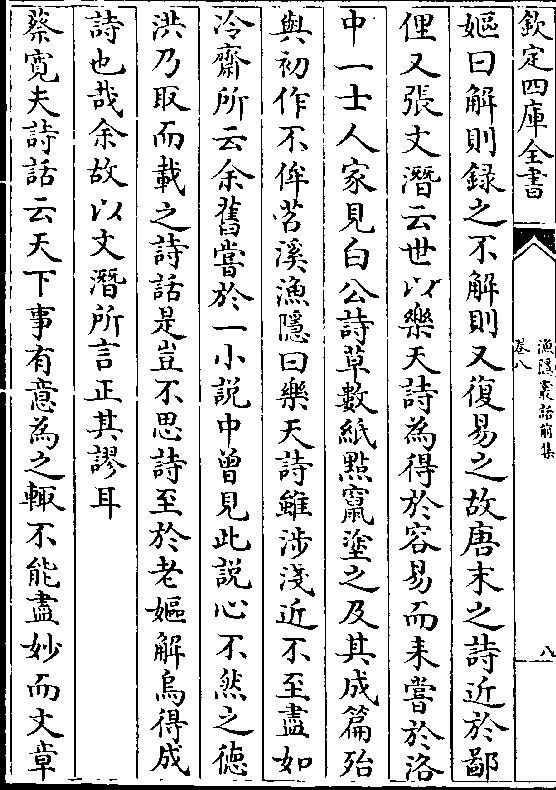 欽定四庫全書
漁隱叢話前集
卷八
八
嫗曰解則録之不解則又復易之故唐末之詩近於鄙
俚又張文潛云世以樂天詩為得於容易而耒嘗於洛
中一士人家見白公詩草數紙點竄塗之及其成篇殆
與初作不侔苕溪漁隱曰樂天詩雖涉淺近不至盡如
冷齋所云余舊嘗於一小説中曾見此説心不然之徳
洪乃取而載之詩話是豈不思詩至於老嫗解烏得成
詩也哉余故以文潛所言正其謬耳
蔡寛夫詩話云天下事有意為之輙不能盡妙而文章